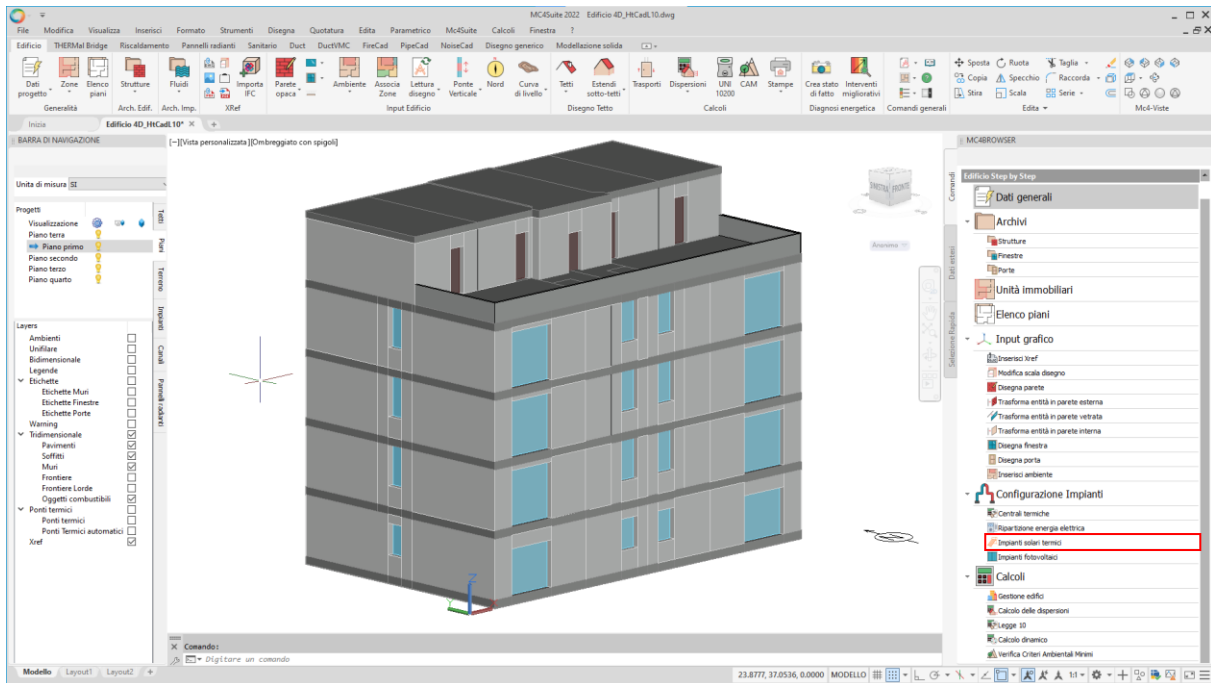 MC4Suite 2022 Edificio 4D_HtCadL10.dwg
File Modifica Visualizza Inserisci Formato Strumenti Disegna Quotatura Edita Parametrico Mc4Suite Calcoli Finestra ?
Edificio THERMal Bridge Riscaldamento Pannelli radianti Sanitario Duct DuctVMC FireCad PipeCad NoiseCad Disegno generico Modellazione solida
Dati progetto Zone Elenco piani Strutture Fluidi Importa IFC Parete opaca Ambiente Associa Zone Lettura disegno Ponte Verticale Nord Curva di livello Tetti Estendi sotto-tetti Trasporti Dispersioni UNI 10200 CAM Stampe Crea stato di fatto Interventi migliorativi
Sposta Ruota Taglia
Copia Specchio Raccorda
Stira Scala Serie
Generalità Arch. Edif. Arch. Imp. XRef Input Edificio Disegno Tetto Calcoli Diagnosi energetica Comandi generali Edita Mc4-Viste
Inizia Edificio 4D_HtCadL10*
BARRA DI NAVIGAZIONE
[−][Vista personalizzata][Ombreggiato con spigoli]
MC4BROWSER
Unita di misura SI
Progetti
Visualizzazione
Piano terra
Piano primo
Piano secondo
Piano terzo
Piano quarto
Tetti
Piani
Terreno
Impianti
Canali
Pannelli radianti
Layers
Ambienti
Unifilare
Bidimensionale
Legende
Etichette
Etichette Muri
Etichette Finestre
Etichette Porte
Warning
Tridimensionale
Pavimenti
Soffitti
Muri
Frontiere
Frontiere Lorde
Oggetti combustibili
Ponti termici
Ponti termici
Ponti Termici automatici
Xref
SINISTRA FRONTE
Anonimo
Z
Y
Comandi
Dati estesi
Selezione Rapida
Edificio Step by Step
Dati generali
Archivi
Strutture
Finestre
Porte
Unità immobiliari
Elenco piani
Input grafico
Inserisci Xref
Modifica scala disegno
Disegna parete
Trasforma entità in parete esterna
Trasforma entità in parete vetrata
Trasforma entità in parete interna
Disegna finestra
Disegna porta
Inserisci ambiente
Configurazione Impianti
Centrali termiche
Ripartizione energia elettrica
Impianti solari termici
Impianti fotovoltaici
Calcoli
Gestione edifici
Calcolo delle dispersioni
Legge 10
Calcolo dinamico
Verifica Criteri Ambientali Minimi
Comando:
Digitare un comando
Modello Layout1 Layout2 +
23.8777, 37.0536, 0.0000 MODELLO 1:1